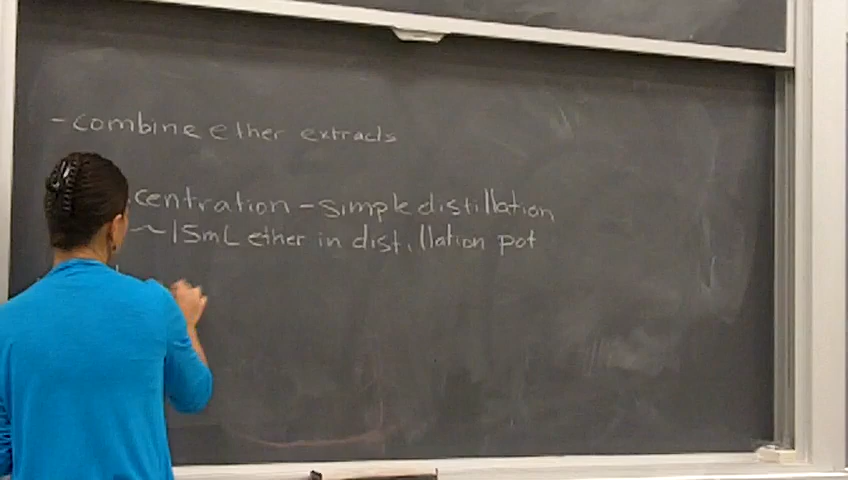 - combine ether extracts
centration - simple distillation
~15mL ether in distillation pot